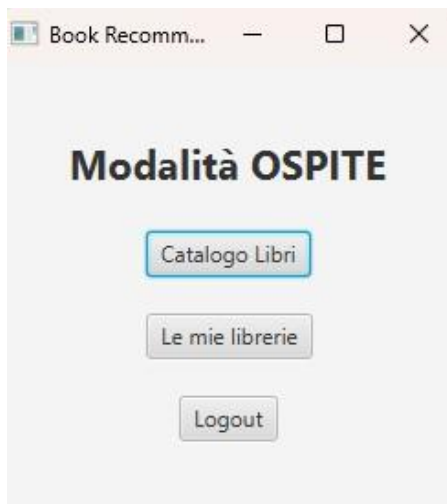 Book Recomm...
Modalità OSPITE
Catalogo Libri
Le mie librerie
Logout